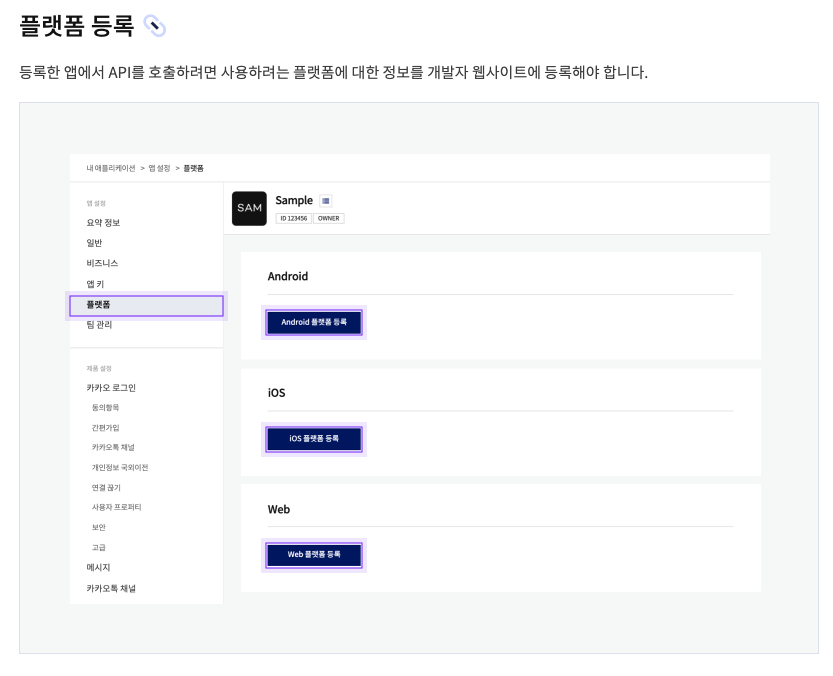 플랫폼 등록
등록한 앱에서 API를 호출하려면 사용하려는 플랫폼에 대한 정보를 개발자 웹사이트에 등록해야 합니다.
내 애플리케이션 > 앱 설정 > 플랫폼
앱 설정
요약 정보
일반
비즈니스
앱 키
플랫폼
팀 관리
제품 설정
카카오 로그인
동의항목
간편가입
카카오톡 채널
개인정보 국외이전
연결 끊기
사용자 프로퍼티
보안
고급
메시지
카카오톡 채널
SAM
Sample
ID 123456 OWNER
Android
Android 플랫폼 등록
iOS
iOS 플랫폼 등록
Web
Web 플랫폼 등록